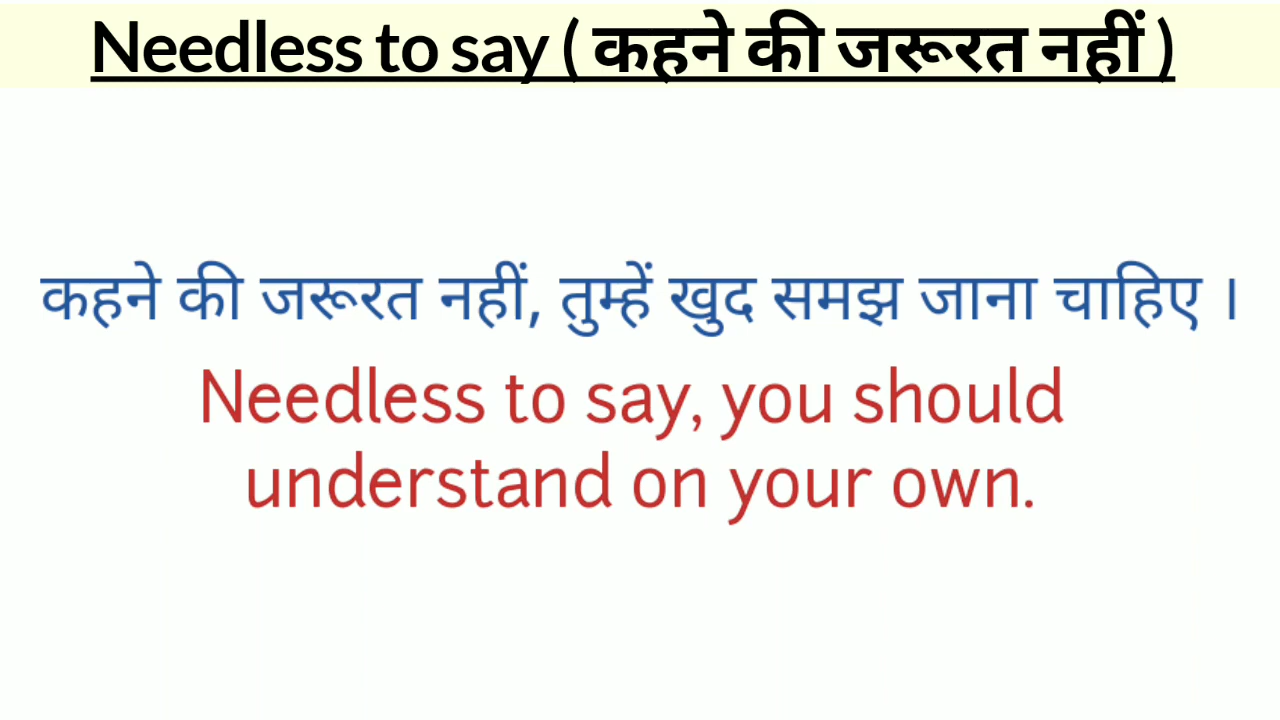 Needless to say ( कहने की जरूरत नहीं )
कहने की जरूरत नहीं, तुम्हें खुद समझ जाना चाहिए ।
Needless to say, you should
understand on your own.